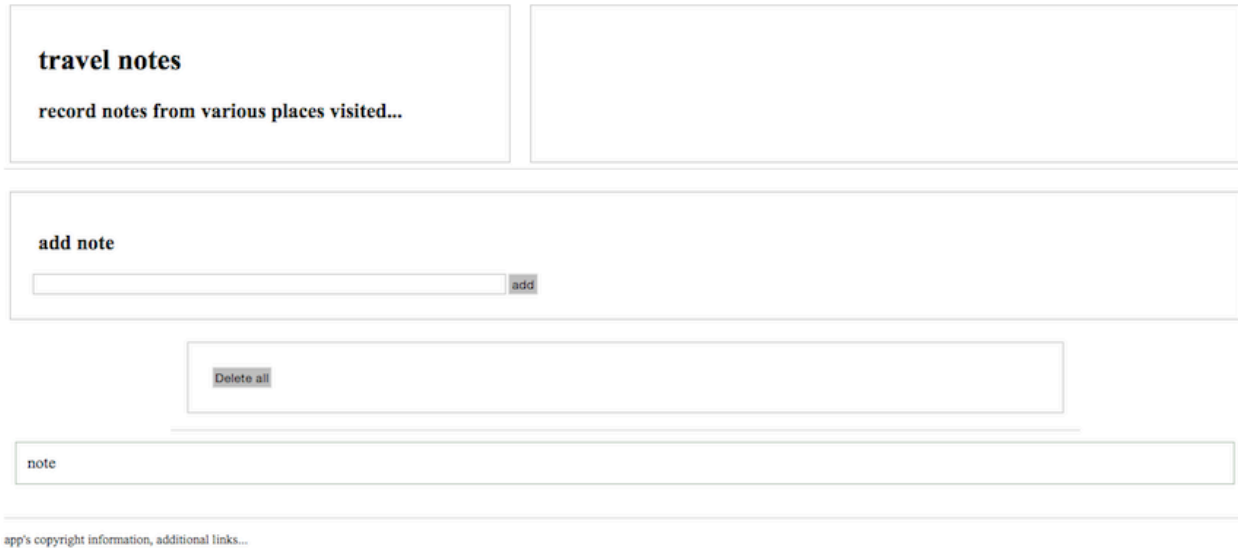 travel notes
record notes from various places visited...
add note
add
Delete all
note
app's copyright information, additional links...